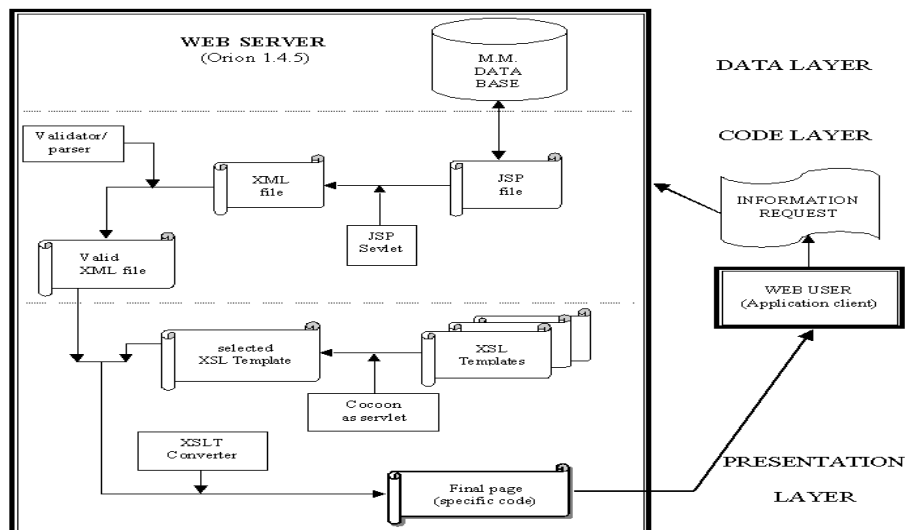 WEB SERVER
(Orion 1.4.5)
M.M.
DATA
BASE
DATA LAYER
CODE LAYER
Validator/
parser
XML
file
JSP
file
JSP
Sevlet
INFORMATION
REQUEST
Valid
XML file
WEB USER
(Application client)
selected
XSL Template
XSL
Templates
Cocoon
as servlet
XSLT
Converter
Final page
(specific code)
PRESENTATION
LAYER